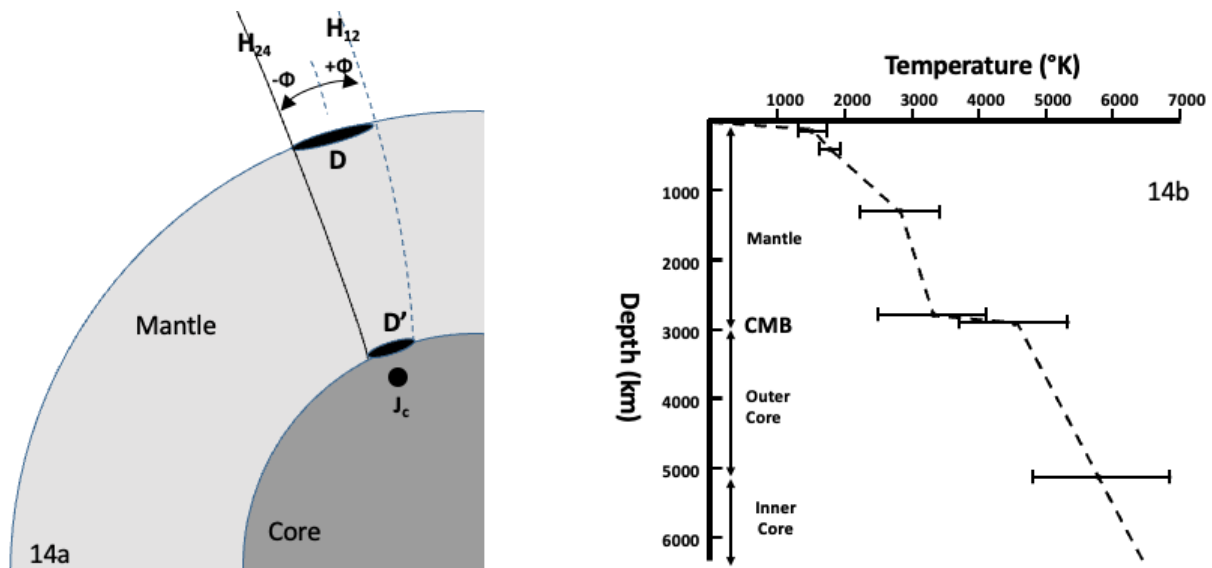 H₂₄
H₁₂
-Φ
+Φ
D
Mantle
D’
J꜀
Core
14a
Temperature (°K)
1000 2000 3000 4000 5000 6000 7000
14b
1000
Mantle
2000
3000
CMB
Depth (km)
4000
Outer
Core
5000
Inner
Core
6000